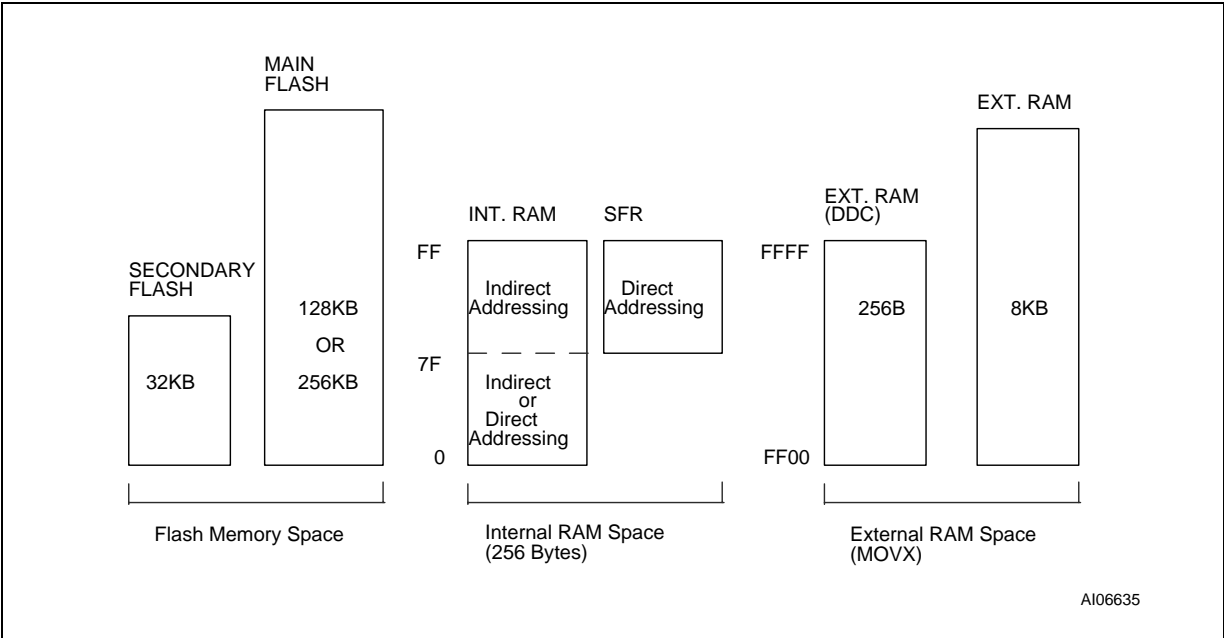 MAIN
FLASH
SECONDARY
FLASH
32KB
128KB
OR
256KB
Flash Memory Space
INT. RAM
SFR
FF
7F
0
Indirect
Addressing
Direct
Addressing
Indirect
or
Direct
Addressing
Internal RAM Space
(256 Bytes)
EXT. RAM
(DDC)
EXT. RAM
FFFF
FF00
256B
8KB
External RAM Space
(MOVX)
AI06635